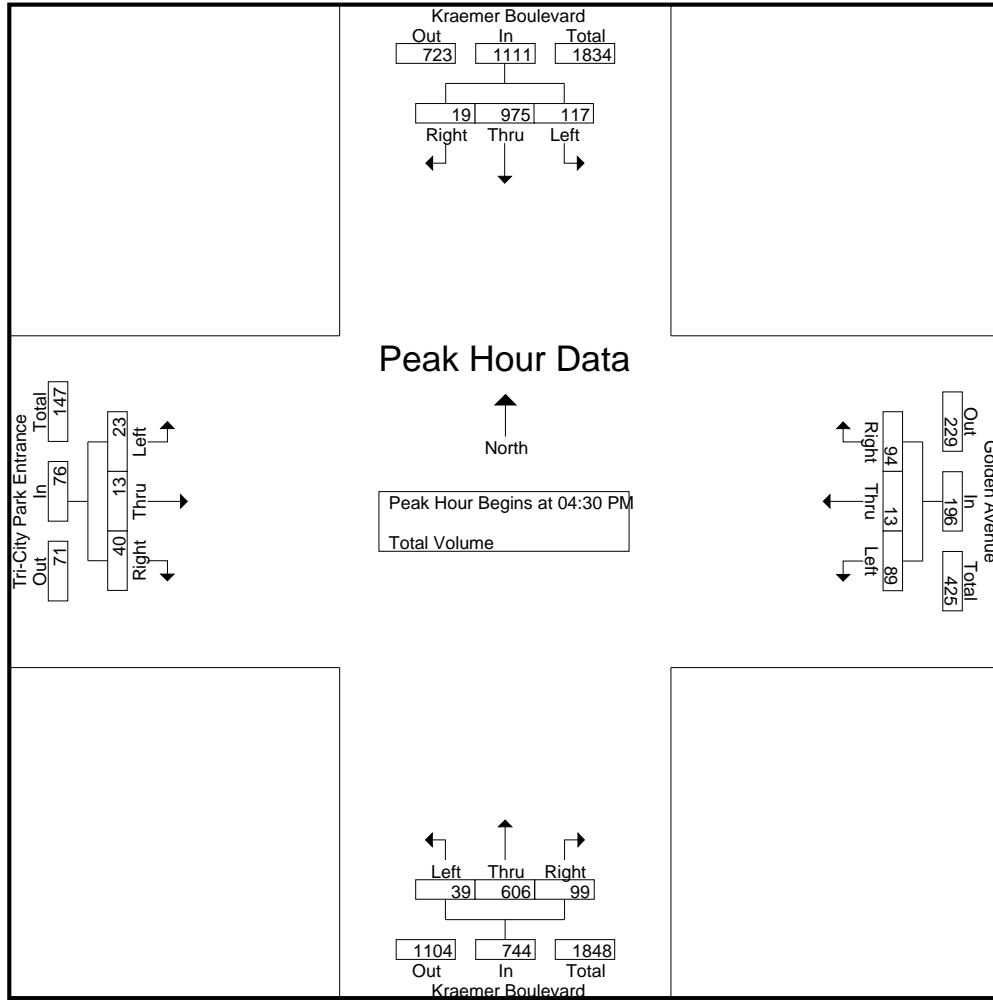 Kraemer Boulevard
Out In Total
723 1111 1834
19 975 117
Right Thru Left
Peak Hour Data
North
Peak Hour Begins at 04:30 PM
Total Volume
Tri-City Park Entrance
Total In Out
147 76 71
23 13 40
Left Thru Right
Golden Avenue
Out In Total
229 196 425
94 13 89
Right Thru Left
Left Thru Right
39 606 99
1104 744 1848
Out In Total
Kraemer Boulevard